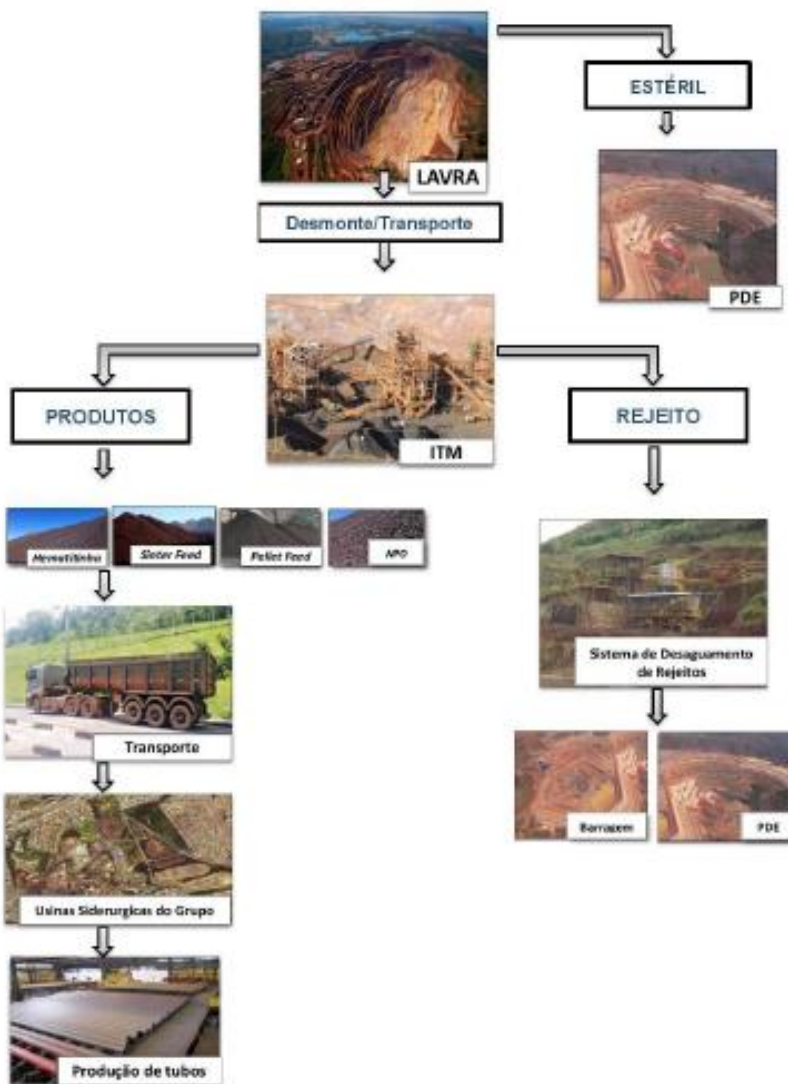 ESTÉRIL
LAVRA
Desmonte/Transporte
PDE
PRODUTOS
REJEITO
ITM
Hematitinha
Sinter Feed
Pellet Feed
NPO
Sistema de Desaguamento
de Rejeitos
Transporte
Barragem
PDE
Usinas Siderurgicas do Grupo
Produção de tubos